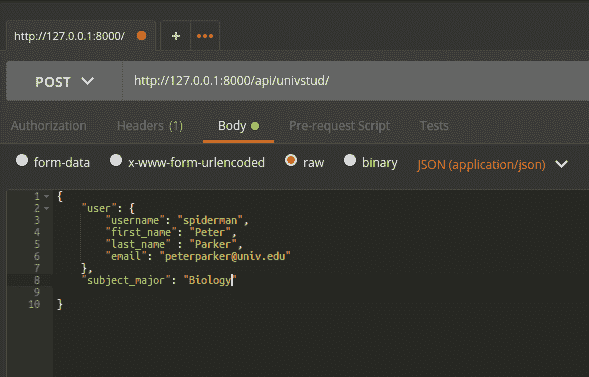 http://127.0.0.1:8000/ + •••
POST http://127.0.0.1:8000/api/univstud/
Authorization Headers (1) Body Pre-request Script Tests
form-data x-www-form-urlencoded raw binary JSON (application/json)
1 {
2 "user": {
3 "username": "spiderman",
4 "first_name": "Peter",
5 "last_name" : "Parker",
6 "email": "peterparker@univ.edu"
7 },
8 "subject_major": "Biology"
9
10 }